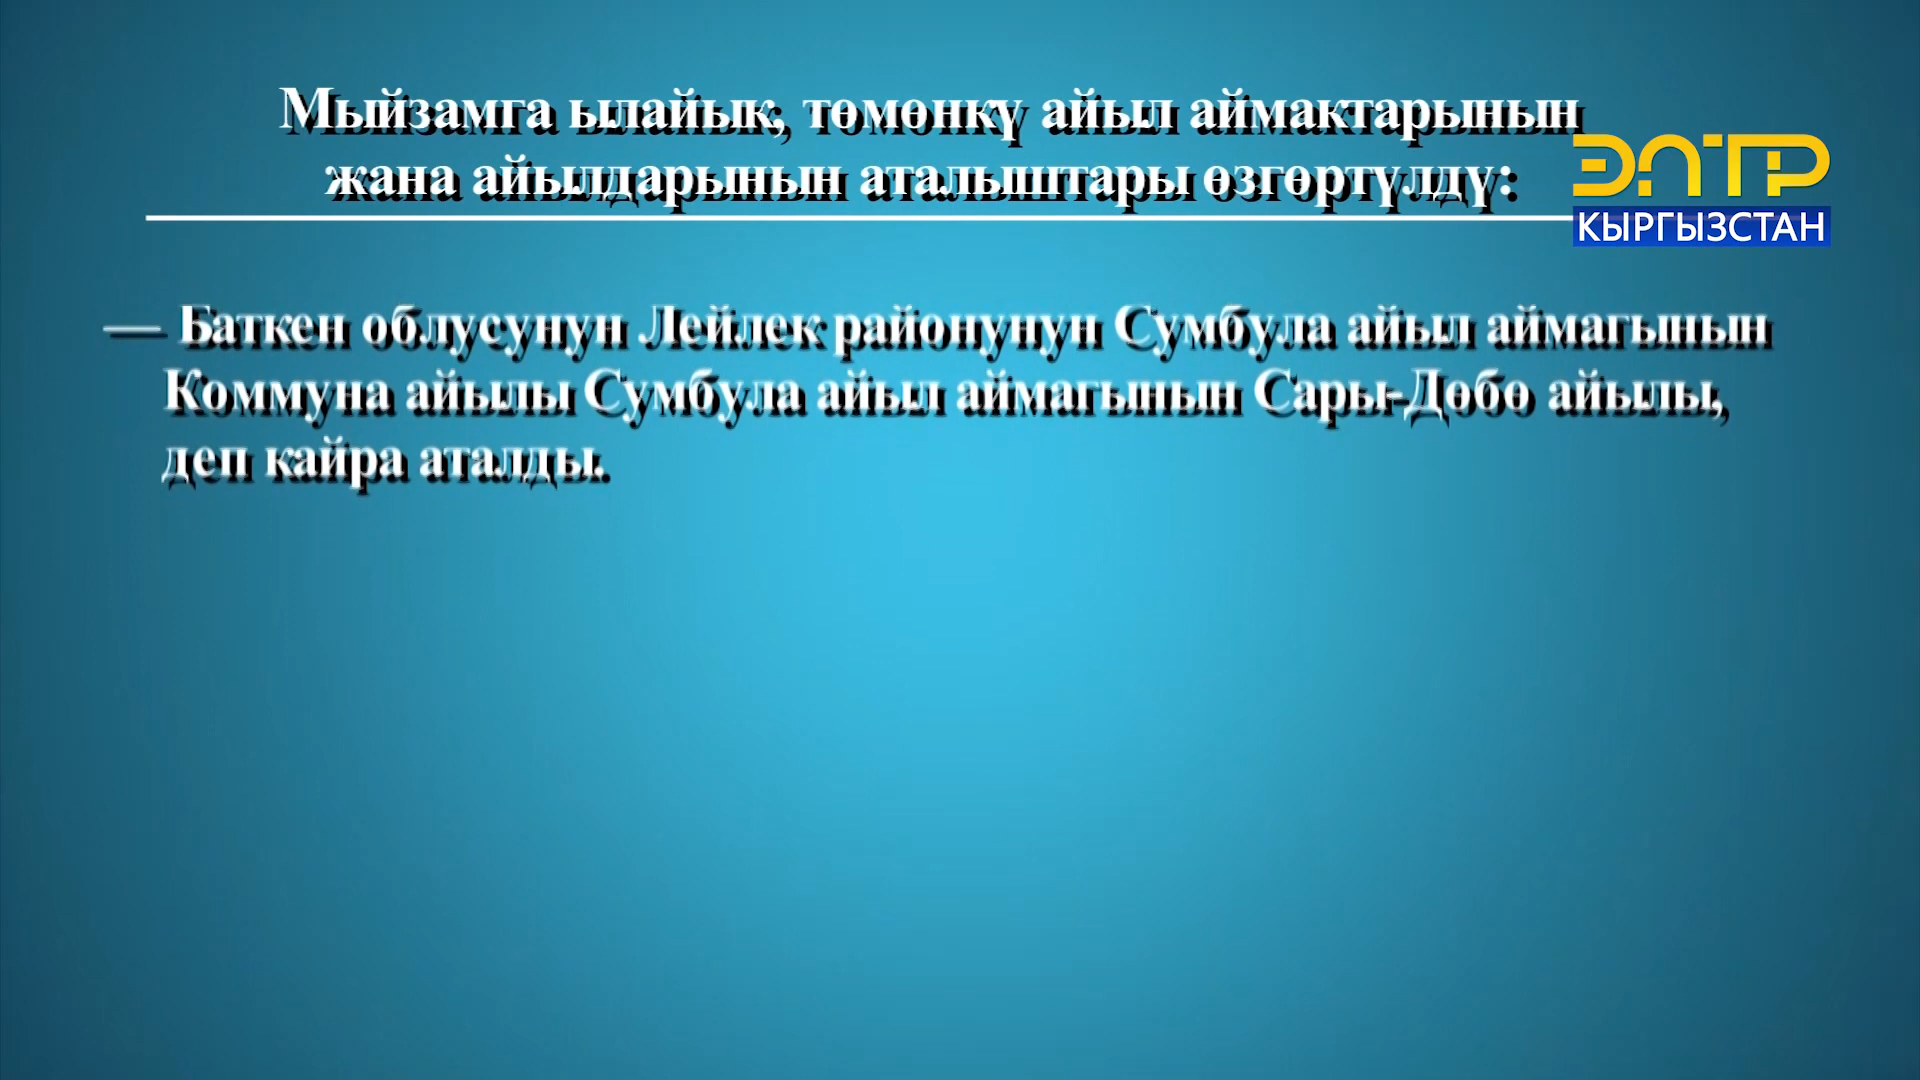 Мыйзамга ылайык, төмөнкү айыл аймактарынын
жана айылдарынын аталыштары өзгөртүлдү:
ЭЛТР
КЫРГЫЗСТАН
— Баткен облусунун Лейлек районунун Сумбула айыл аймагынын
Коммуна айылы Сумбула айыл аймагынын Сары-Дөбө айылы,
деп кайра аталды.